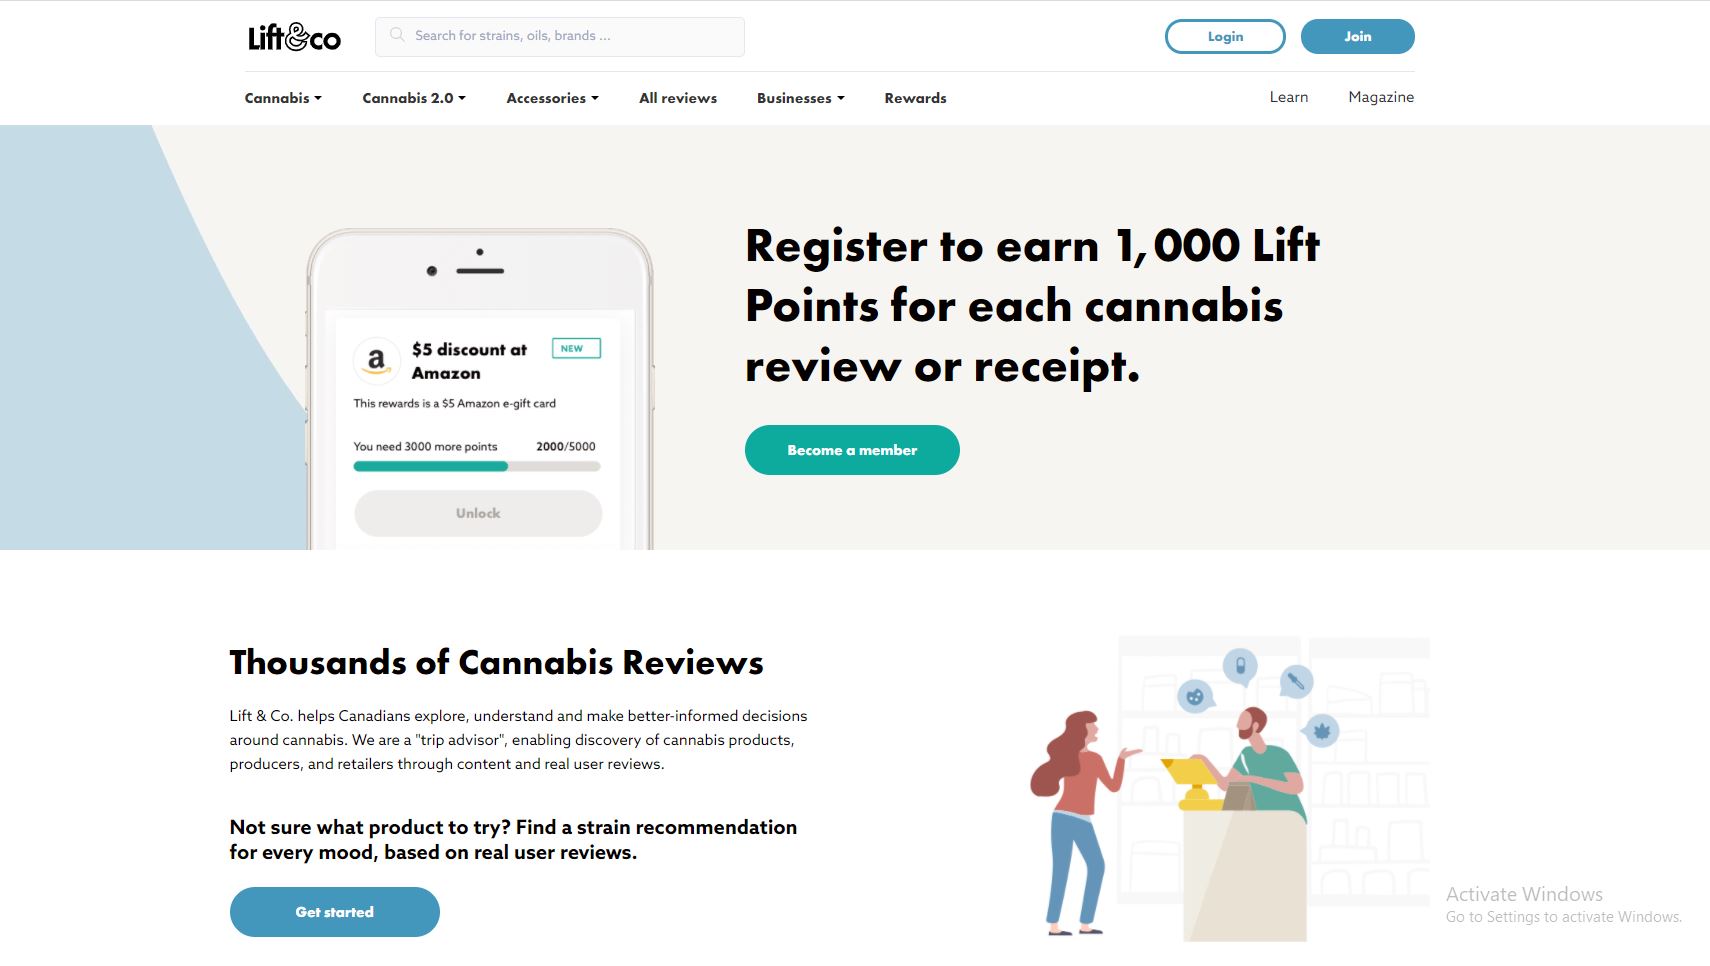 Lift&co
Search for strains, oils, brands ...
Login
Join
Cannabis
Cannabis 2.0
Accessories
All reviews
Businesses
Rewards
Learn
Magazine
Register to earn 1,000 Lift
Points for each cannabis
review or receipt.
Become a member
a
$5 discount at
Amazon
NEW
This rewards is a $5 Amazon e-gift card
You need 3000 more points
2000/5000
Unlock
Thousands of Cannabis Reviews
Lift & Co. helps Canadians explore, understand and make better-informed decisions
around cannabis. We are a "trip advisor", enabling discovery of cannabis products,
producers, and retailers through content and real user reviews.
Not sure what product to try? Find a strain recommendation
for every mood, based on real user reviews.
Get started
Activate Windows
Go to Settings to activate Windows.